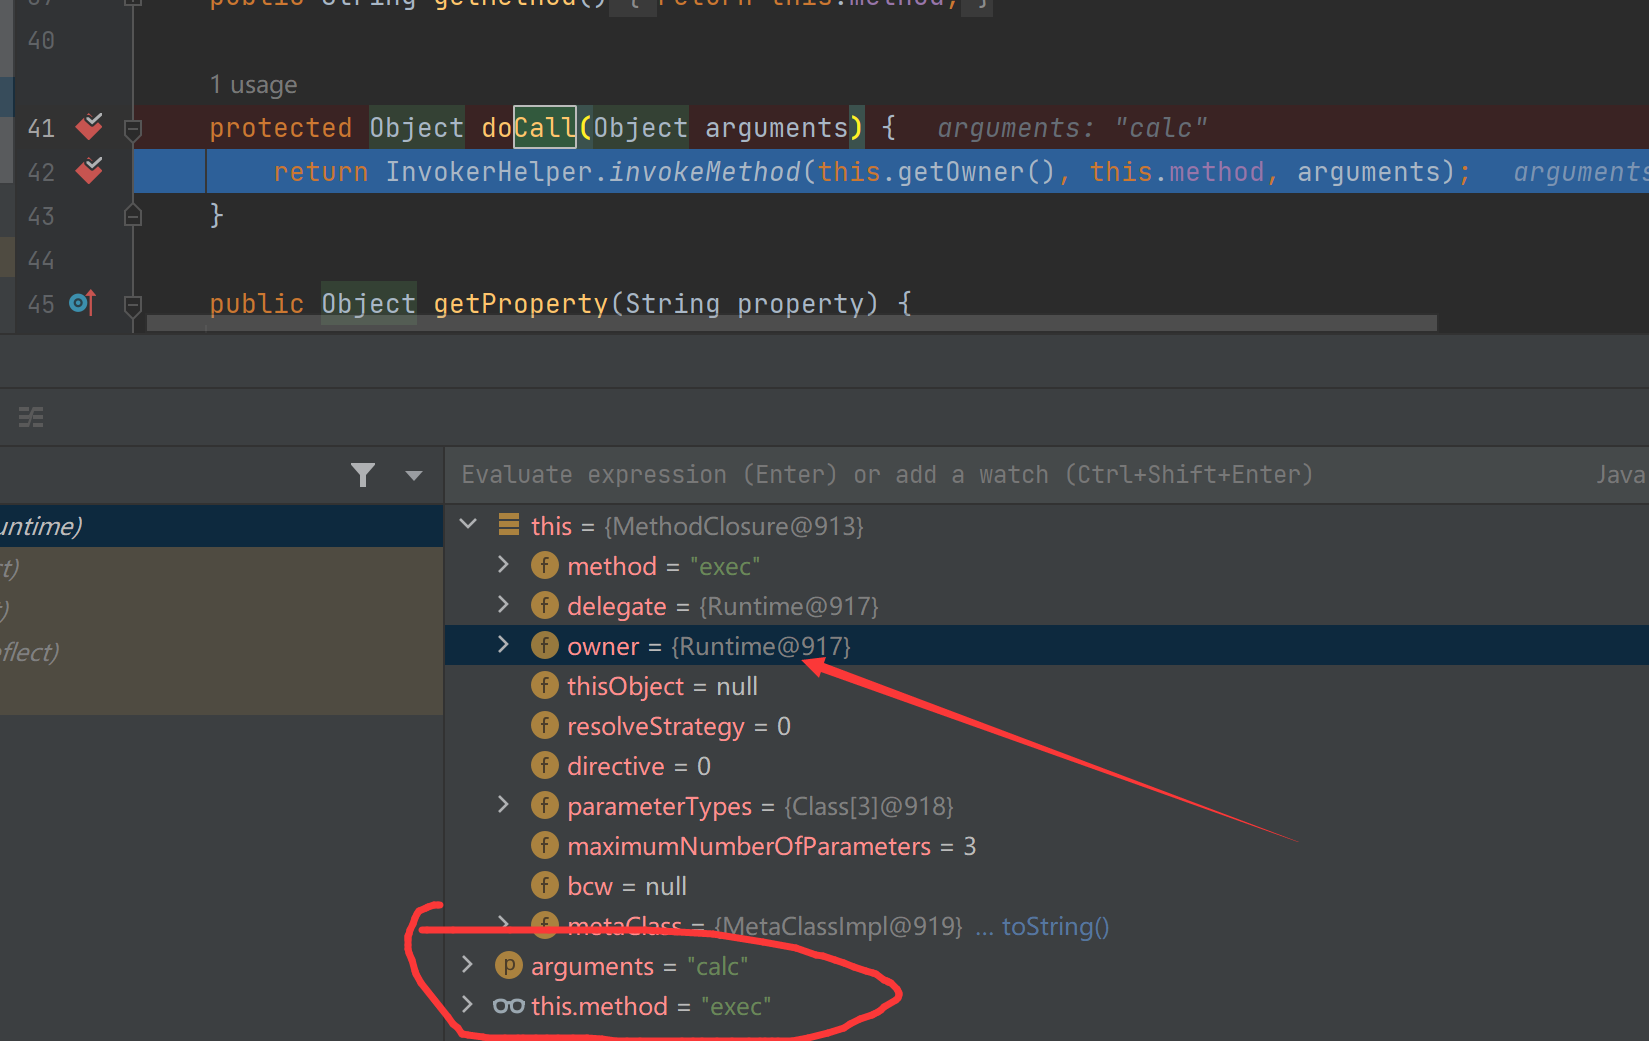 40
1 usage
41 protected Object doCall(Object arguments) { arguments: "calc"
42 return InvokerHelper.invokeMethod(this.getOwner(), this.method, arguments); arguments
43 }
44
45 public Object getProperty(String property) {
Evaluate expression (Enter) or add a watch (Ctrl+Shift+Enter) Java
untime) this = {MethodClosure@913}
ct) method = "exec"
t) delegate = {Runtime@917}
flect) owner = {Runtime@917}
thisObject = null
resolveStrategy = 0
directive = 0
parameterTypes = {Class[3]@918}
maximumNumberOfParameters = 3
bcw = null
metaClass = {MetaClassImpl@919} ... toString()
arguments = "calc"
this.method = "exec"